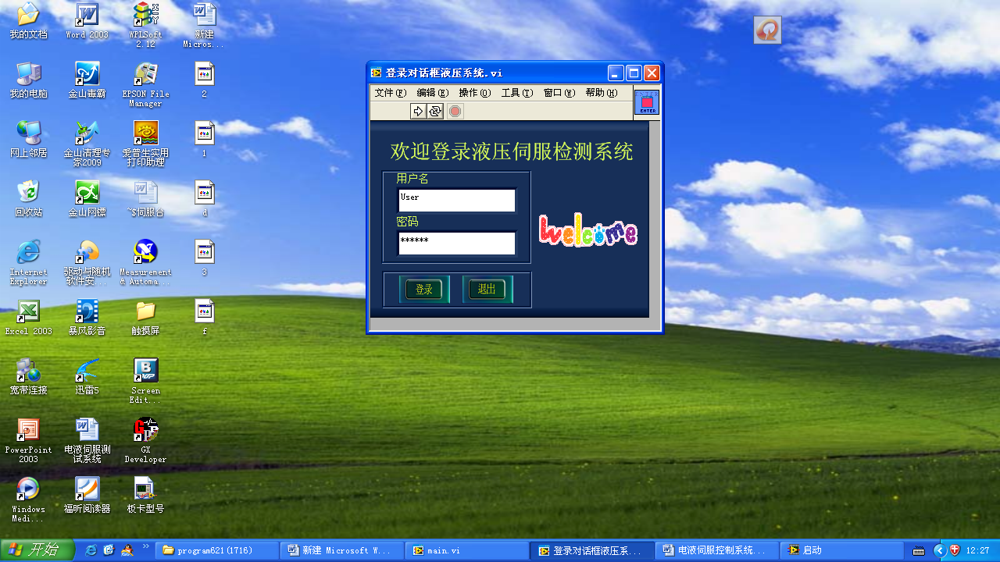 我的文档
Word 2003
WPLSoft
2.12
新建
Micros...
我的电脑
金山毒霸
EPSON File
Manager
2
网上邻居
金山清理专
家2009
爱普生实用
打印助理
1
回收站
金山网镖
~$伺服台
d
Internet
Explorer
驱动与随机
软件安...
Measurement
& Automa...
3
Excel 2003
暴风影音
触摸屏
f
宽带连接
迅雷5
Screen
Edit...
PowerPoint
2003
电液伺服测
试系统
GX
Developer
Windows
Medi...
福昕阅读器
板卡型号
登录对话框液压系统.vi
文件(F) 编辑(E) 操作(O) 工具(T) 窗口(W) 帮助(H)
ENTER
欢迎登录液压伺服检测系统
用户名
User
密码
******
welcome
登录 退出
开始
program621(1716)
新建 Microsoft W...
main.vi
登录对话框液压系...
电液伺服控制系统...
启动
12:27